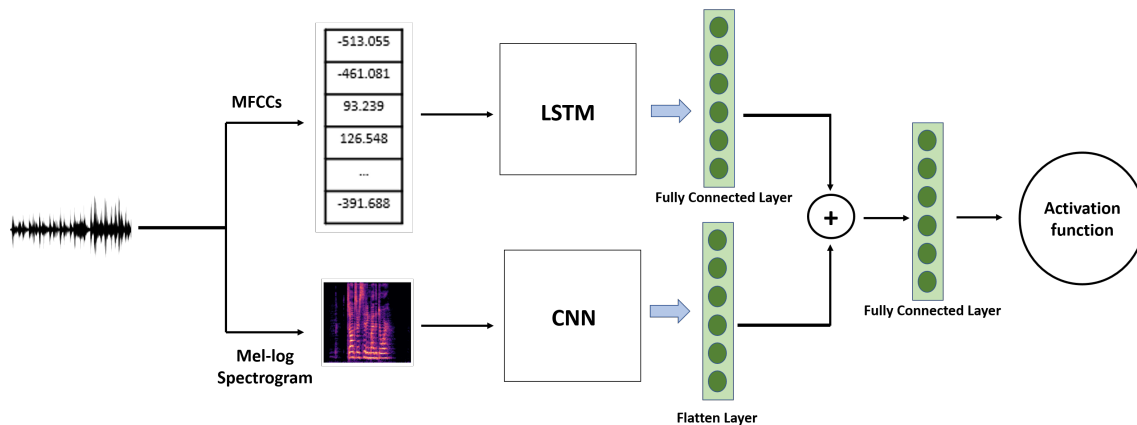 MFCCs
-513.055
-461.081
93.239
126.548
...
-391.688
LSTM
Fully Connected Layer
Mel-log
Spectrogram
CNN
Flatten Layer
+
Fully Connected Layer
Activation
function